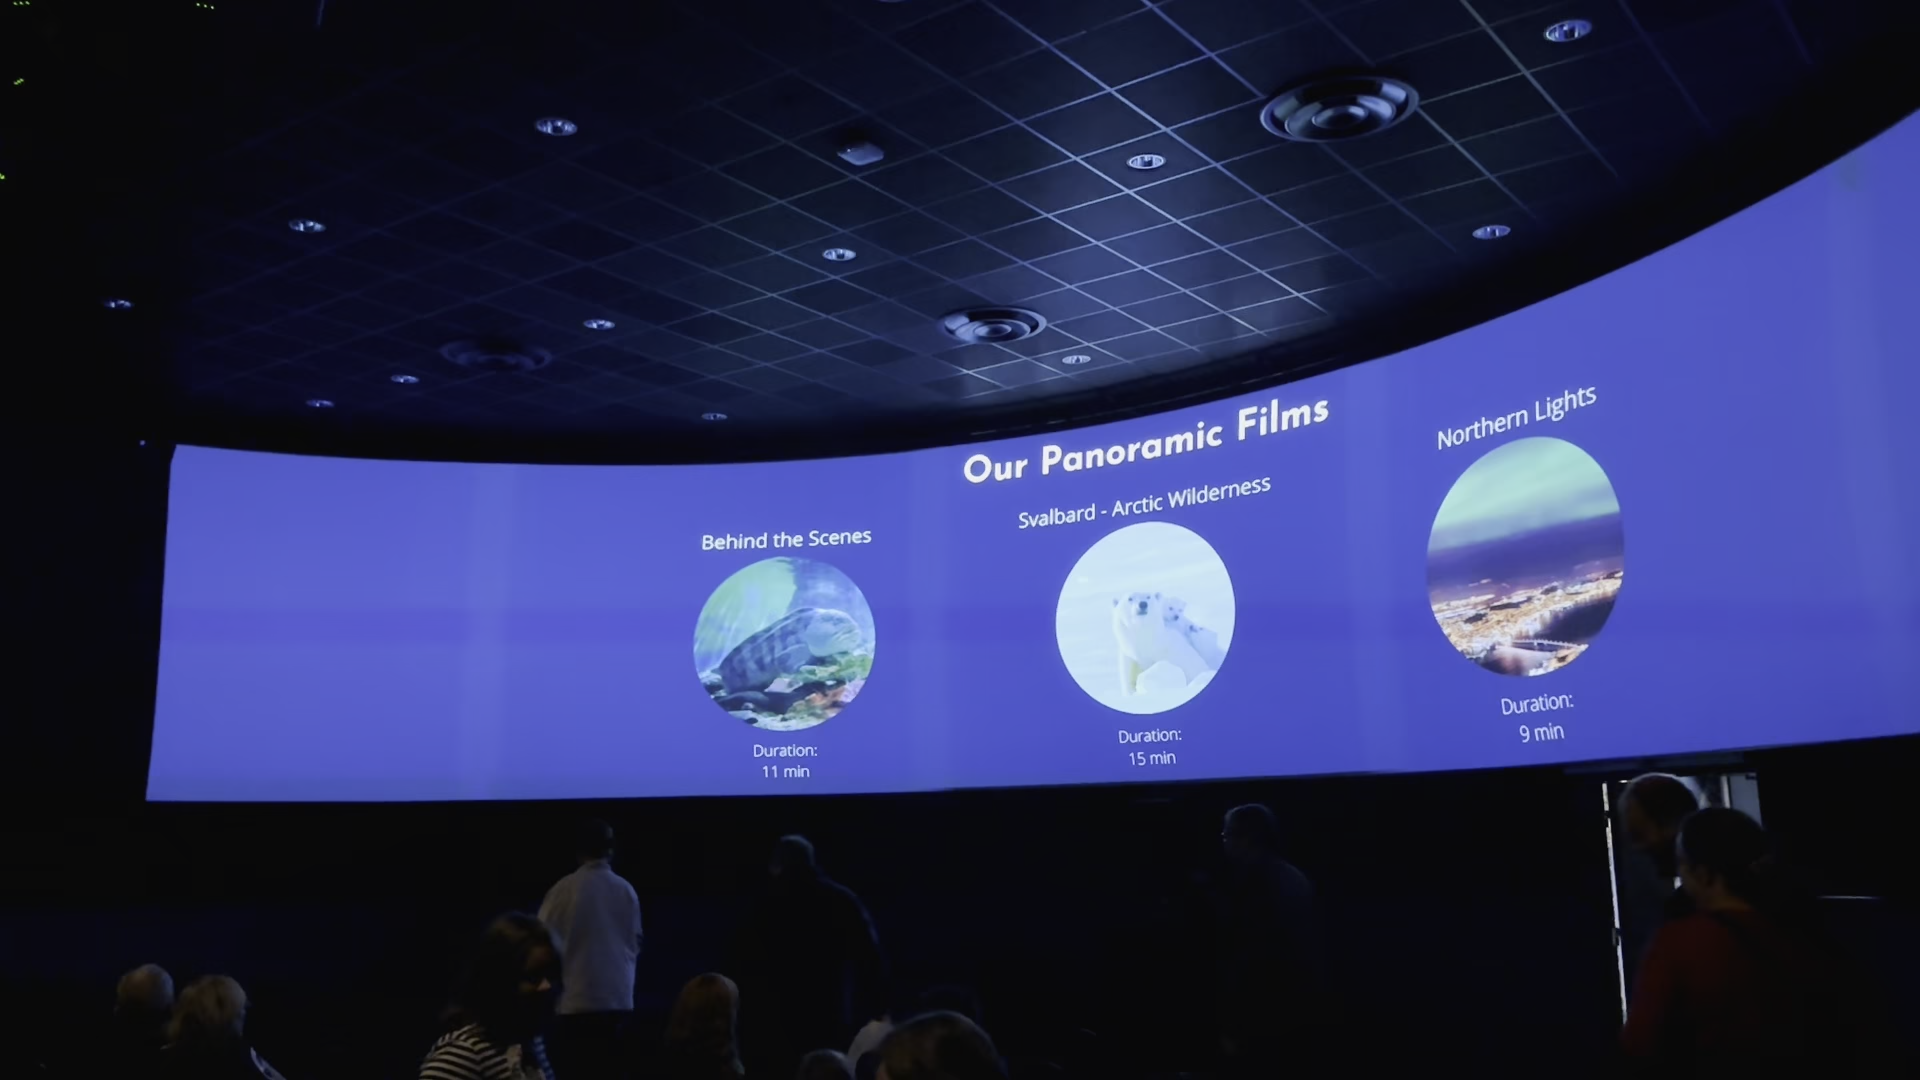 Our Panoramic Films
Behind the Scenes
Duration:
11 min
Svalbard - Arctic Wilderness
Duration:
15 min
Northern Lights
Duration:
9 min